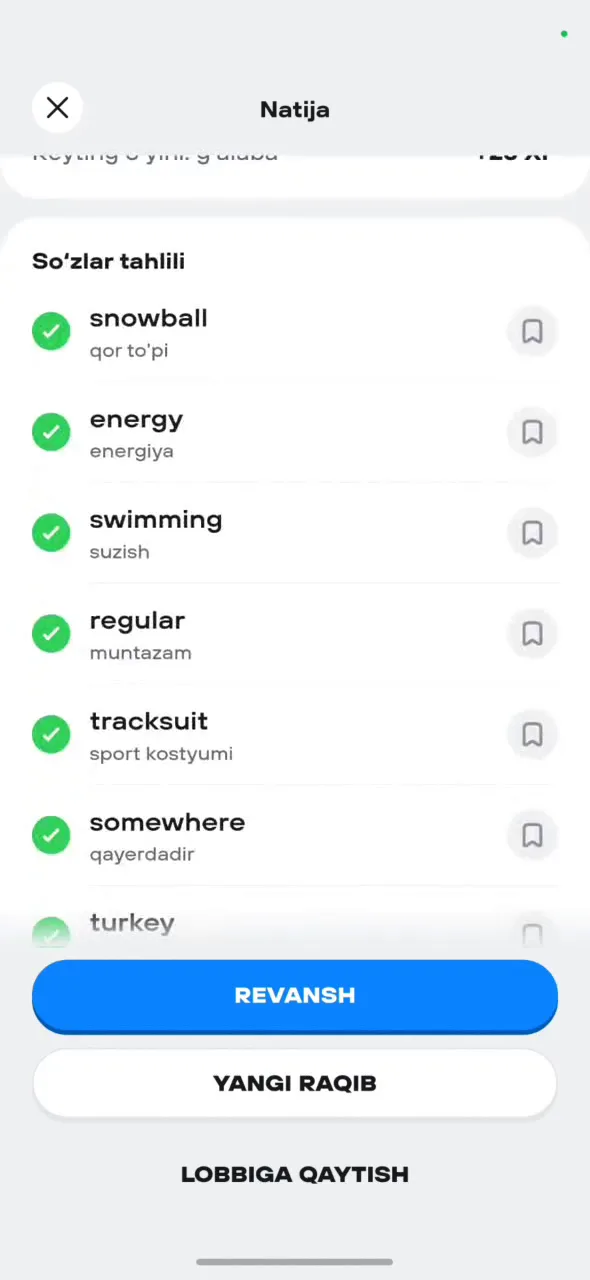 Natija
So‘zlar tahlili
snowball
qor to'pi
energy
energiya
swimming
suzish
regular
muntazam
tracksuit
sport kostyumi
somewhere
qayerdadir
turkey
REVANSH
YANGI RAQIB
LOBBIGA QAYTISH